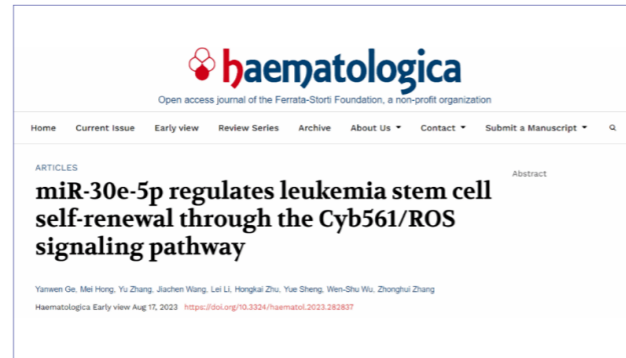 haematologica
Open access journal of the Ferrata-Storti Foundation, a non-profit organization
Home Current Issue Early view Review Series Archive About Us Contact Submit a Manuscript
ARTICLES
Abstract
miR-30e-5p regulates leukemia stem cell
self-renewal through the Cyb561/ROS
signaling pathway
Yanwen Ge, Mei Hong, Yu Zhang, Jiachen Wang, Lei Li, Hongkai Zhu, Yue Sheng, Wen-Shu Wu, Zhonghui Zhang
Haematologica Early view Aug 17, 2023 https://doi.org/10.3324/haematol.2023.282837